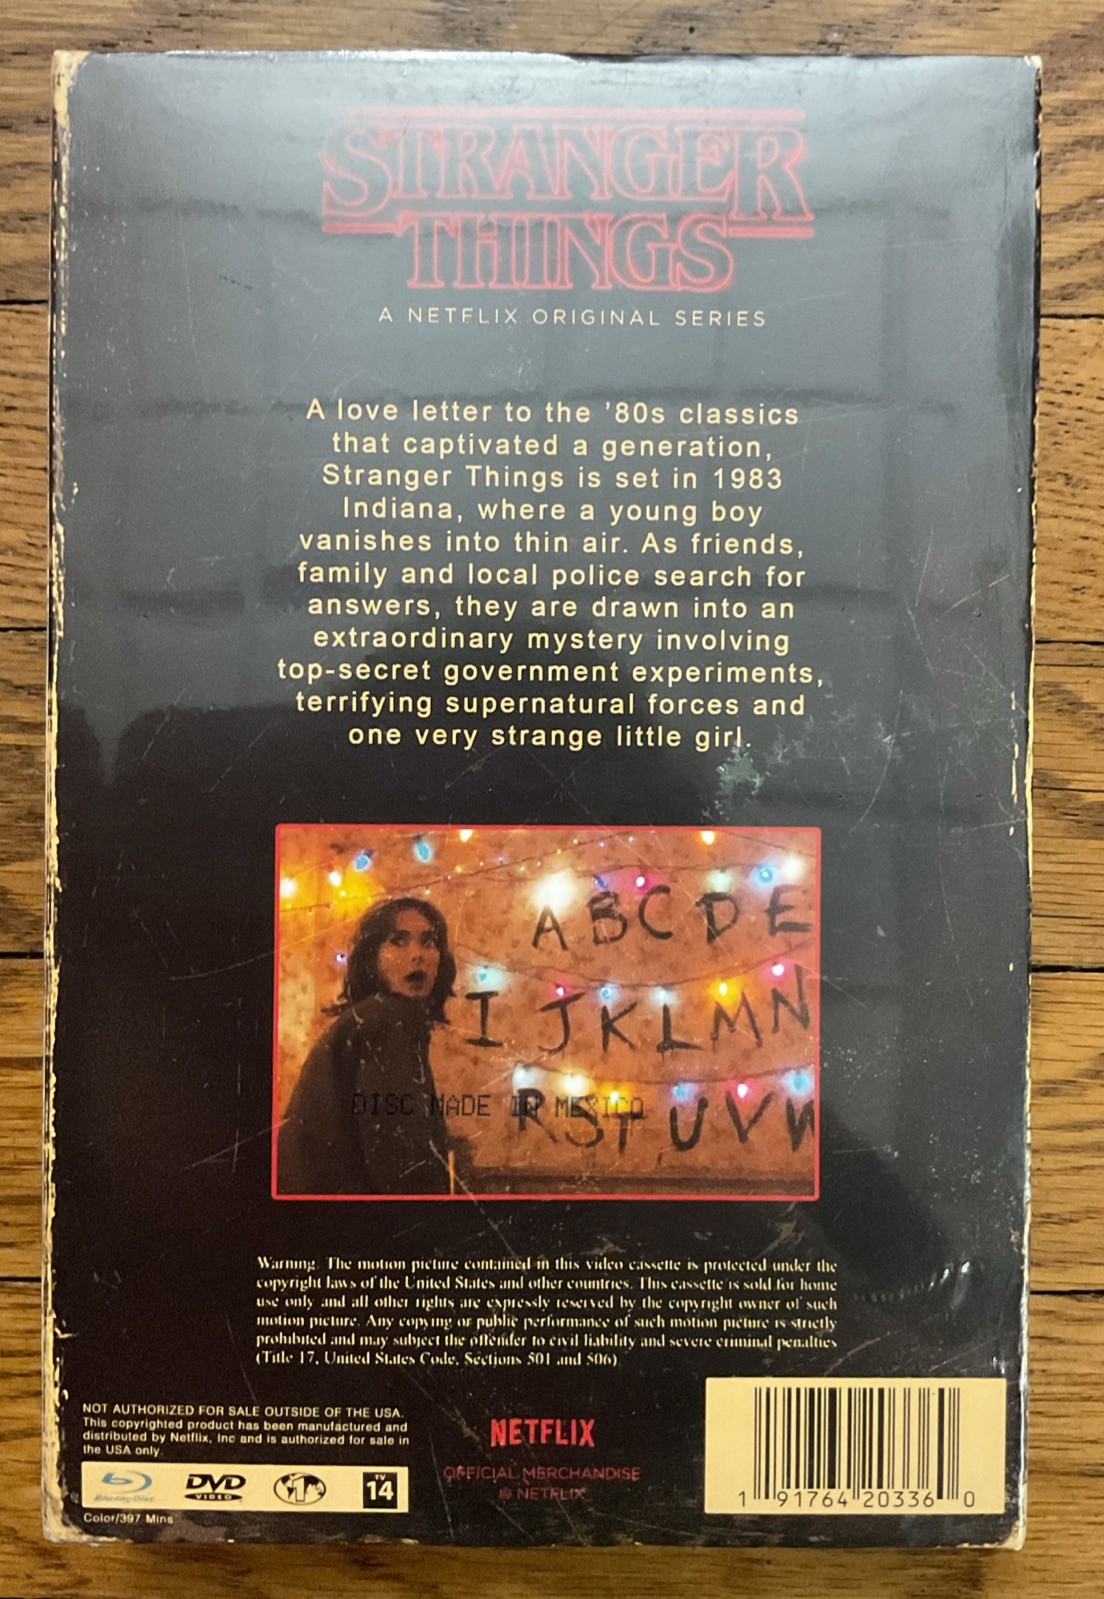 STRANGER
THINGS
A NETFLIX ORIGINAL SERIES
A love letter to the '80s classics
that captivated a generation,
Stranger Things is set in 1983
Indiana, where a young boy
vanishes into thin air. As friends,
family and local police search for
answers, they are drawn into an
extraordinary mystery involving
top-secret government experiments,
terrifying supernatural forces and
one very strange little girl.
A B C D E
I J K L M N
DISC MADE IN MEXICO
R S T U V W
Warning. The motion picture contained in this video cassette is protected under the
copyright laws of the United States and other countries. This cassette is sold for home
use only and all other rights are expressly reserved by the copyright owner of such
motion picture. Any copying or public performance of such motion picture is strictly
prohibited and may subject the offender to civil liability and severe criminal penalties
(Title 17, United States Code, Sections 501 and 506)
NOT AUTHORIZED FOR SALE OUTSIDE OF THE USA.
This copyrighted product has been manufactured and
distributed by Netflix, Inc and is authorized for sale in
the USA only.
Blu-ray Disc
DVD
VIDEO
1
TV
14
Color/397 Mins
NETFLIX
OFFICIAL MERCHANDISE
© NETFLIX
1 91764 20336 0